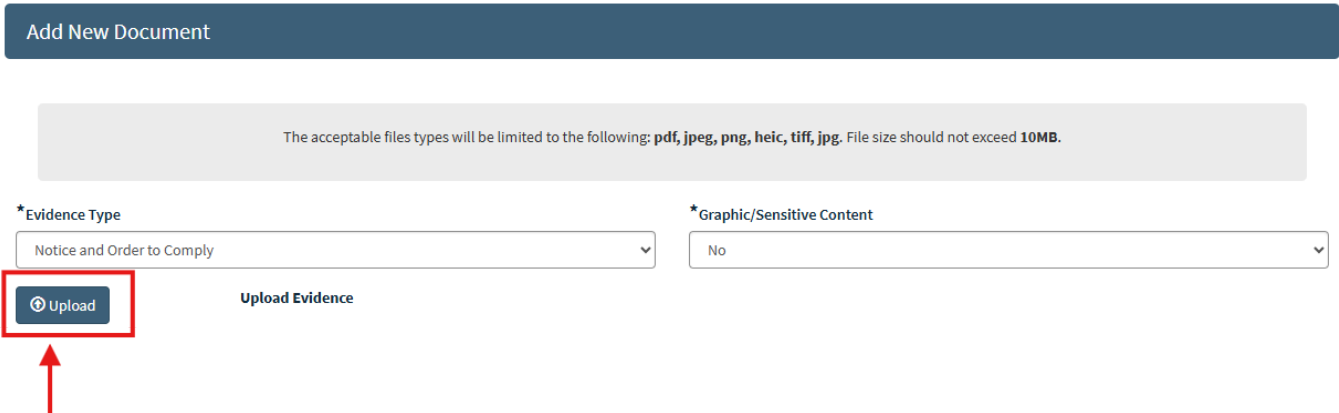 Add New Document
The acceptable files types will be limited to the following: pdf, jpeg, png, heic, tiff, jpg. File size should not exceed 10MB.
*Evidence Type
*Graphic/Sensitive Content
Notice and Order to Comply
No
Upload
Upload Evidence